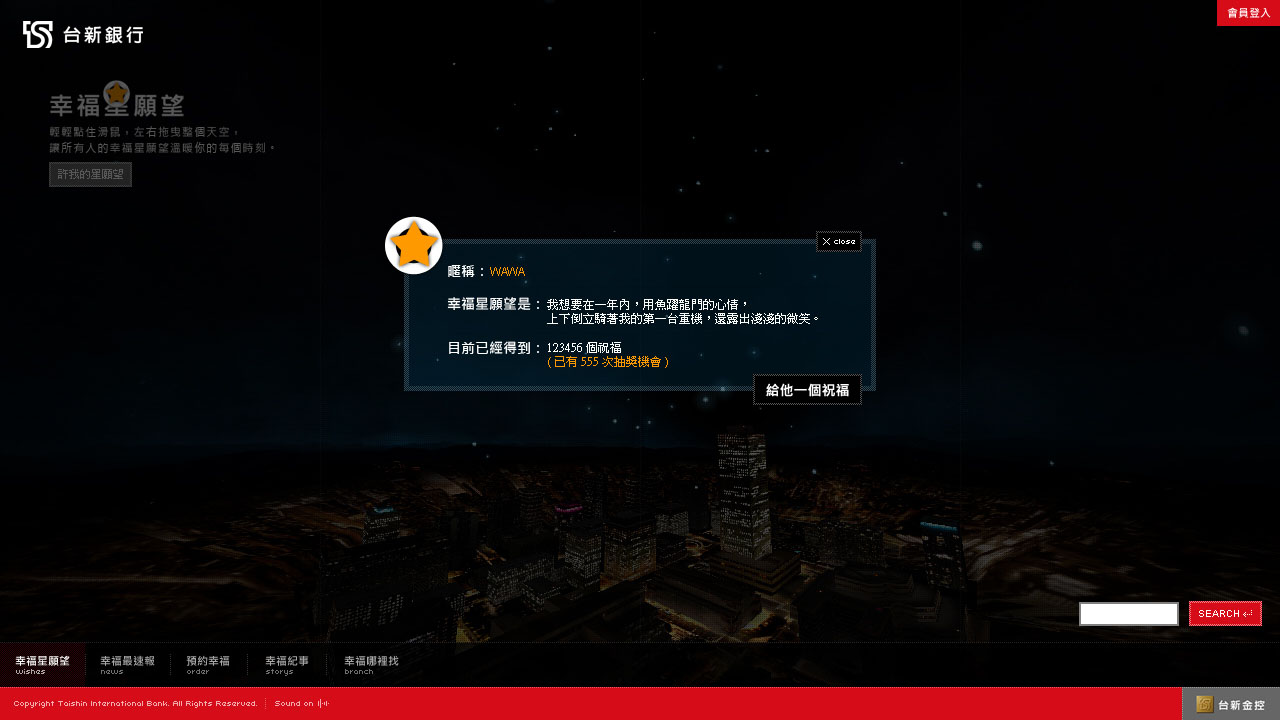 台新銀行
會員登入
幸福星願望
輕輕點住滑鼠，左右拖曳整個天空，
讓所有人的幸福星願望溫暖你的每個時刻。
許我的星願望
close
暱稱：WAWA
幸福星願望是：我想要在一年內，用魚躍龍門的心情，
上下倒立騎著我的第一台重機，還露出淺淺的微笑。
目前已經得到：123456 個祝福
( 已有 555 次抽獎機會 )
給他一個祝福
SEARCH
幸福星願望 幸福最速報 預約幸福 幸福紀事 幸福哪裡找
wishes news order storys branch
Copyright Taishin International Bank. All Rights Reserved. Sound on
台新金控